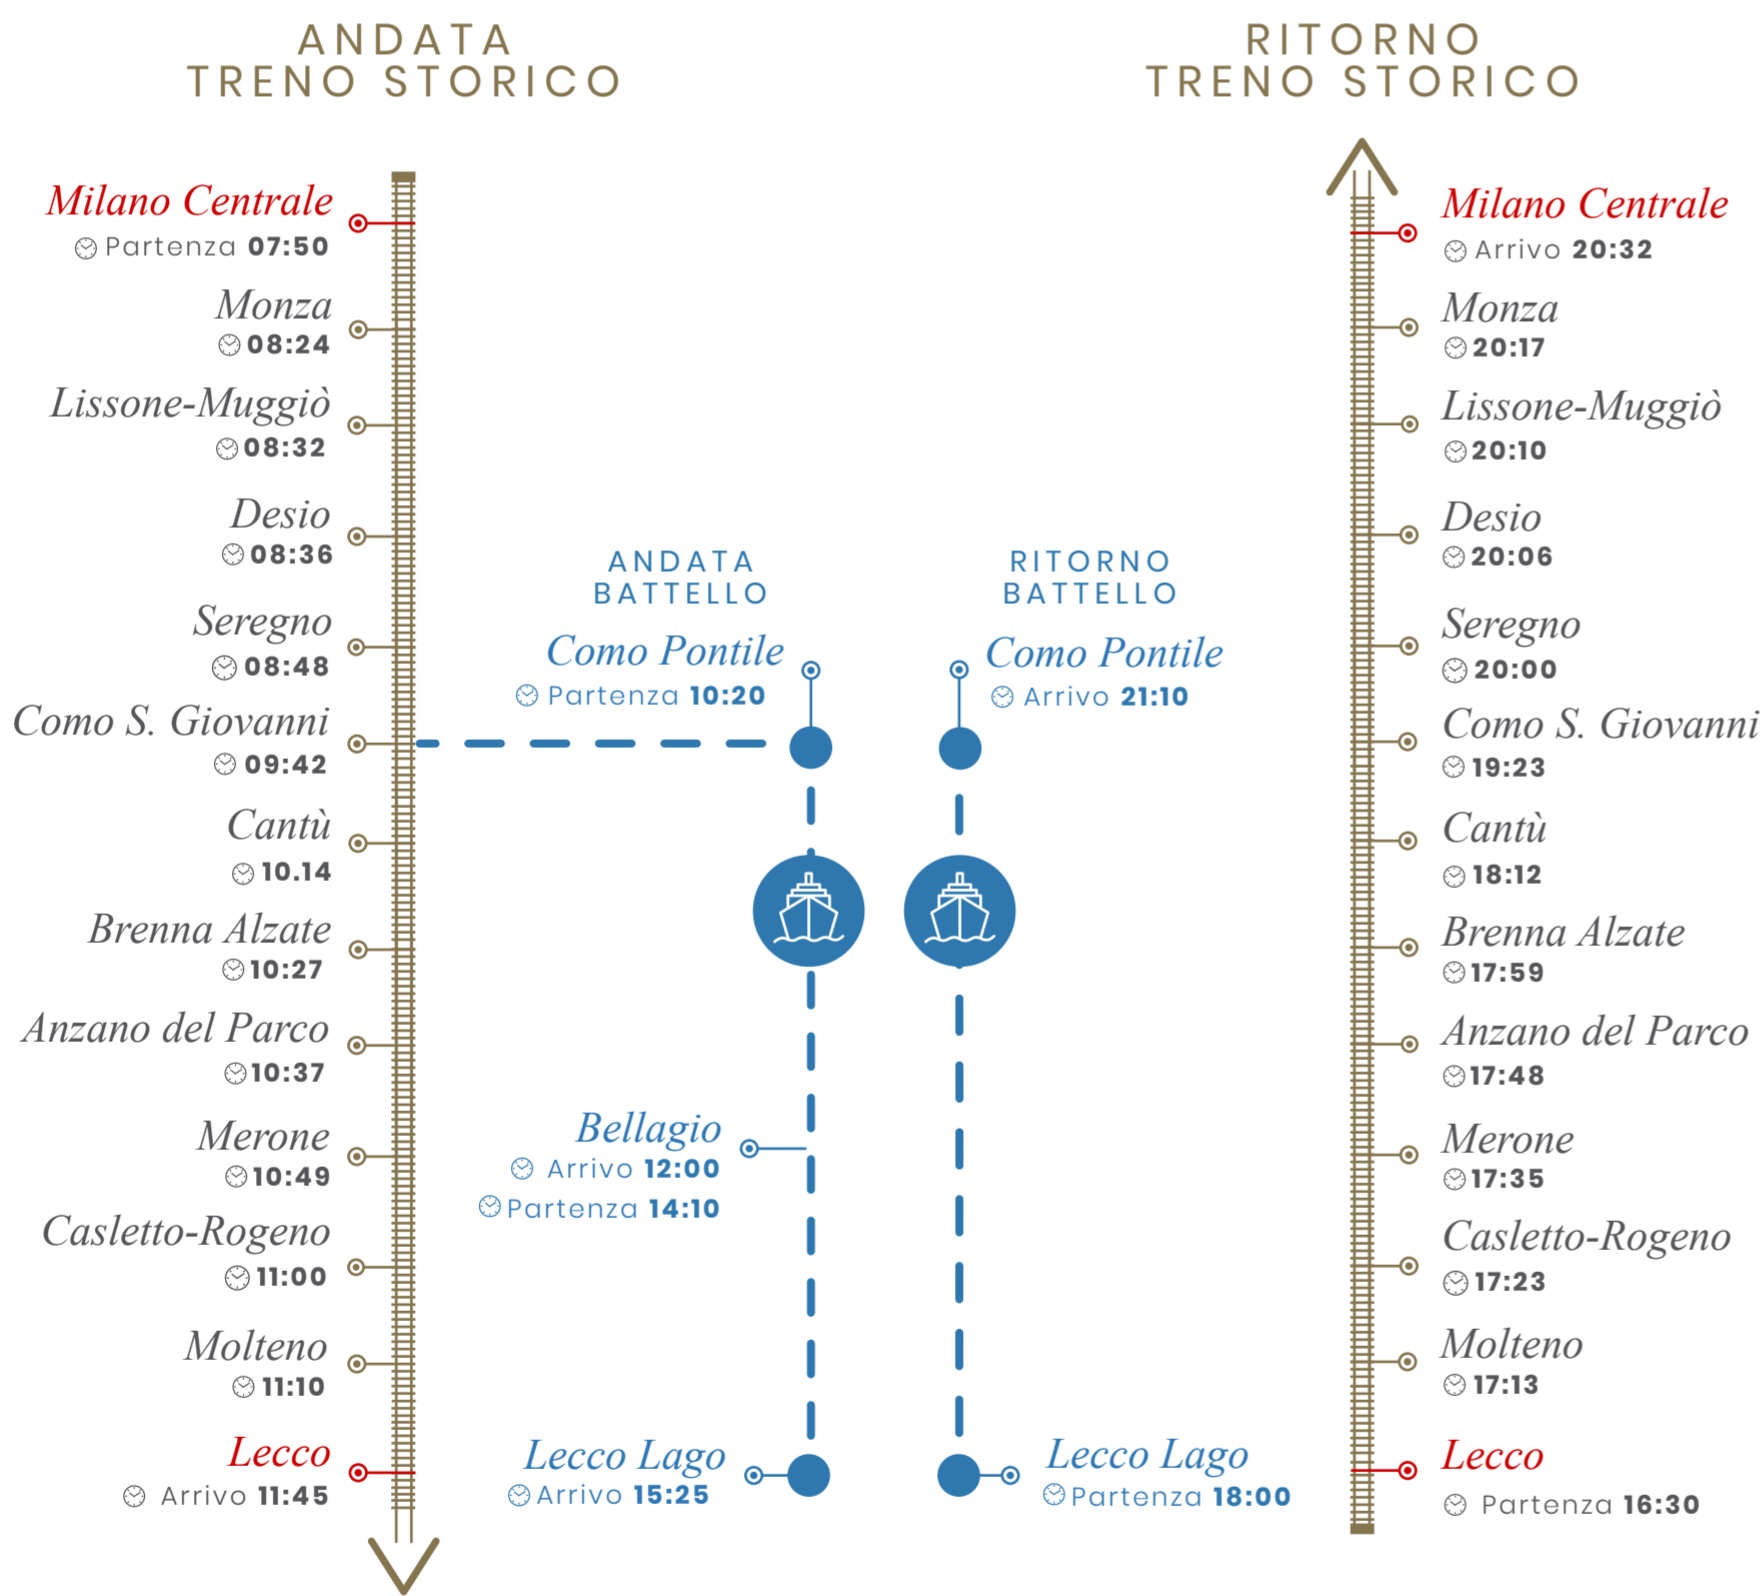 ANDATA
TRENO STORICO
Milano Centrale
Partenza 07:50
Monza
08:24
Lissone-Muggiò
08:32
Desio
08:36
Seregno
08:48
Como S. Giovanni
09:42
Cantù
10.14
Brenna Alzate
10:27
Anzano del Parco
10:37
Merone
10:49
Casletto-Rogeno
11:00
Molteno
11:10
Lecco
Arrivo 11:45
ANDATA
BATTELLO
Como Pontile
Partenza 10:20
Bellagio
Arrivo 12:00
Partenza 14:10
Lecco Lago
Arrivo 15:25
RITORNO
BATTELLO
Como Pontile
Arrivo 21:10
Lecco Lago
Partenza 18:00
RITORNO
TRENO STORICO
Milano Centrale
Arrivo 20:32
Monza
20:17
Lissone-Muggiò
20:10
Desio
20:06
Seregno
20:00
Como S. Giovanni
19:23
Cantù
18:12
Brenna Alzate
17:59
Anzano del Parco
17:48
Merone
17:35
Casletto-Rogeno
17:23
Molteno
17:13
Lecco
Partenza 16:30